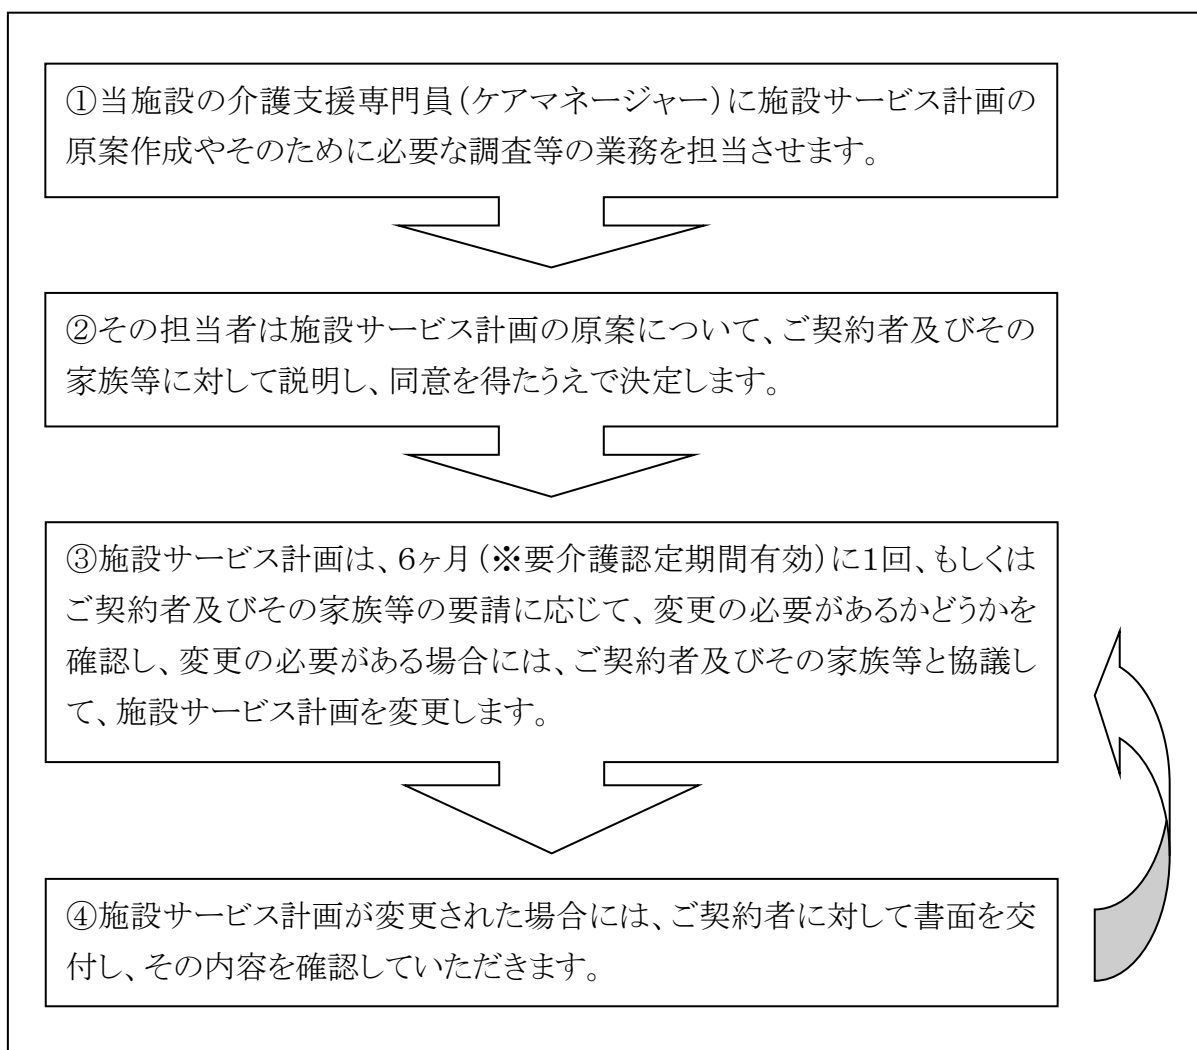 ①当施設の介護支援専門員(ケアマネージャー)に施設サービス計画の
原案作成やそのために必要な調査等の業務を担当させます。
②その担当者は施設サービス計画の原案について、ご契約者及びその
家族等に対して説明し、同意を得たうえで決定します。
③施設サービス計画は、6ヶ月(※要介護認定期間有効)に1回、もしくは
ご契約者及びその家族等の要請に応じて、変更の必要があるかどうかを
確認し、変更の必要がある場合には、ご契約者及びその家族等と協議し
て、施設サービス計画を変更します。
④施設サービス計画が変更された場合には、ご契約者に対して書面を交
付し、その内容を確認していただきます。